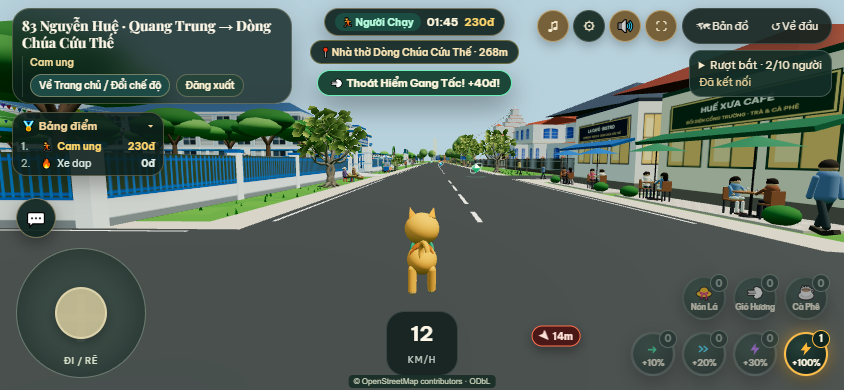 83 Nguyễn Huệ · Quang Trung → Dòng
Chúa Cứu Thế
Cam ung
Về Trang chủ / Đổi chế độ
Đăng xuất
Người Chạy 01:45 230đ
Nhà thờ Dòng Chúa Cứu Thế · 268m
Thoát Hiểm Gang Tấc! +40đ!
Bản đồ
Về đầu
Rượt bắt · 2/10 người
Đã kết nối
Bảng điểm
1. Cam ung 230đ
2. Xe dap 0đ
HUẾ XƯA CAFE
LA CAFE BISTRO
ĐI / RẼ
12
KM/H
14m
0
Nón Lá
0
Gió Hương
0
Cà Phê
0
+10%
0
+20%
0
+30%
1
+100%
© OpenStreetMap contributors · ODbL